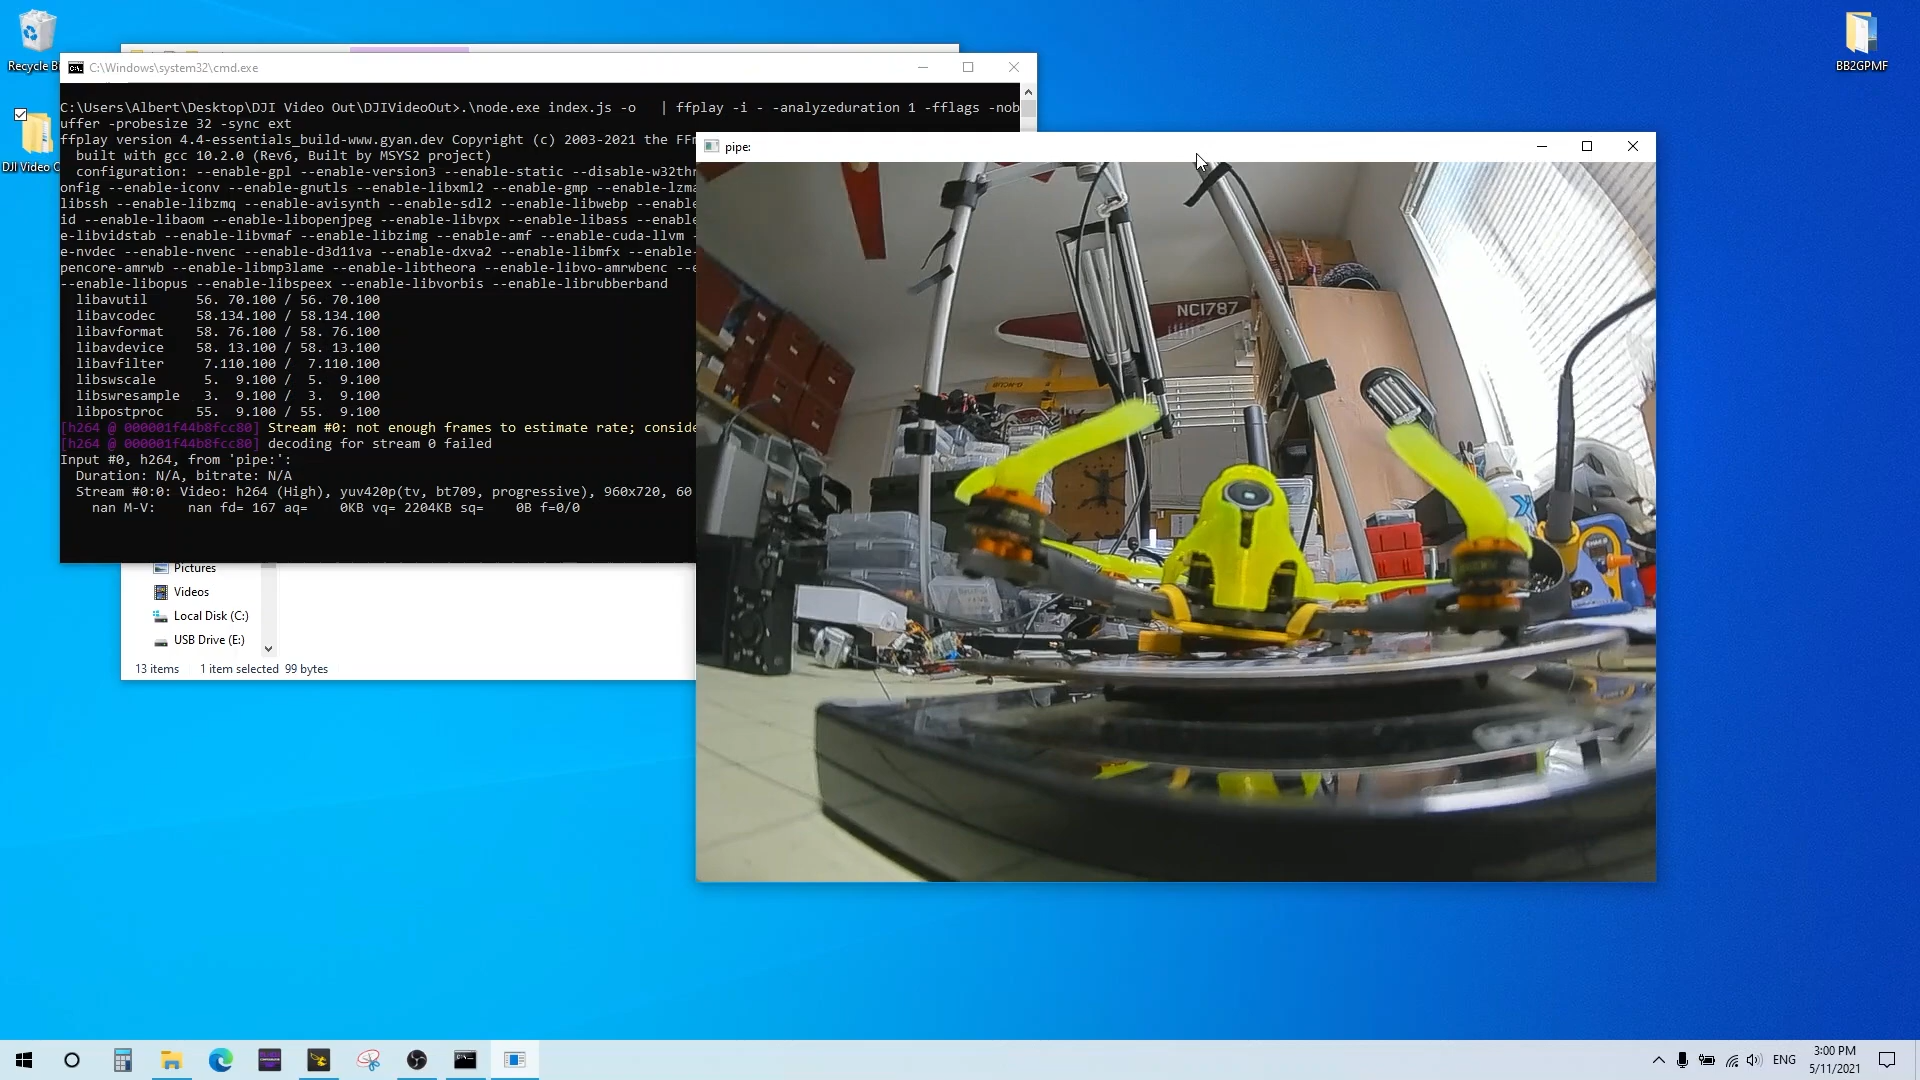 Recycle B
DJI Video O
BB2GPMF
C:\Windows\system32\cmd.exe
C:\Users\Albert\Desktop\DJI Video Out\DJIVideoOut>.\node.exe index.js -o   | ffplay -i - -analyzeduration 1 -fflags -nob
uffer -probesize 32 -sync ext
ffplay version 4.4-essentials_build-www.gyan.dev Copyright (c) 2003-2021 the FF
built with gcc 10.2.0 (Rev6, Built by MSYS2 project)
configuration: --enable-gpl --enable-version3 --enable-static --disable-w32thr
onfig --enable-iconv --enable-gnutls --enable-libxml2 --enable-gmp --enable-lzma
libssh --enable-libzmq --enable-avisynth --enable-sdl2 --enable-libwebp --enable
id --enable-libaom --enable-libopenjpeg --enable-libvpx --enable-libass --enable-
e-libvidstab --enable-libvmaf --enable-libzimg --enable-amf --enable-cuda-llvm -
e-nvdec --enable-nvenc --enable-d3d11va --enable-dxva2 --enable-libmfx --enable-
pencore-amrwb --enable-libmp3lame --enable-libtheora --enable-libvo-amrwbenc --e
--enable-libopus --enable-libspeex --enable-libvorbis --enable-librubberband
libavutil      56. 70.100 / 56. 70.100
libavcodec     58.134.100 / 58.134.100
libavformat    58. 76.100 / 58. 76.100
libavdevice    58. 13.100 / 58. 13.100
libavfilter     7.110.100 /  7.110.100
libswscale      5.  9.100 /  5.  9.100
libswresample   3.  9.100 /  3.  9.100
libpostproc    55.  9.100 / 55.  9.100
[h264 @ 000001f44b8fcc80] Stream #0: not enough frames to estimate rate; conside
[h264 @ 000001f44b8fcc80] decoding for stream 0 failed
Input #0, h264, from 'pipe:':
Duration: N/A, bitrate: N/A
Stream #0:0: Video: h264 (High), yuv420p(tv, bt709, progressive), 960x720, 60
nan M-V:    nan fd= 167 aq=    0KB vq= 2204KB sq=    0B f=0/0
pipe:
NC1787
Pictures
Videos
Local Disk (C:)
USB Drive (E:)
13 items   1 item selected  99 bytes
ENG
3:00 PM
5/11/2021